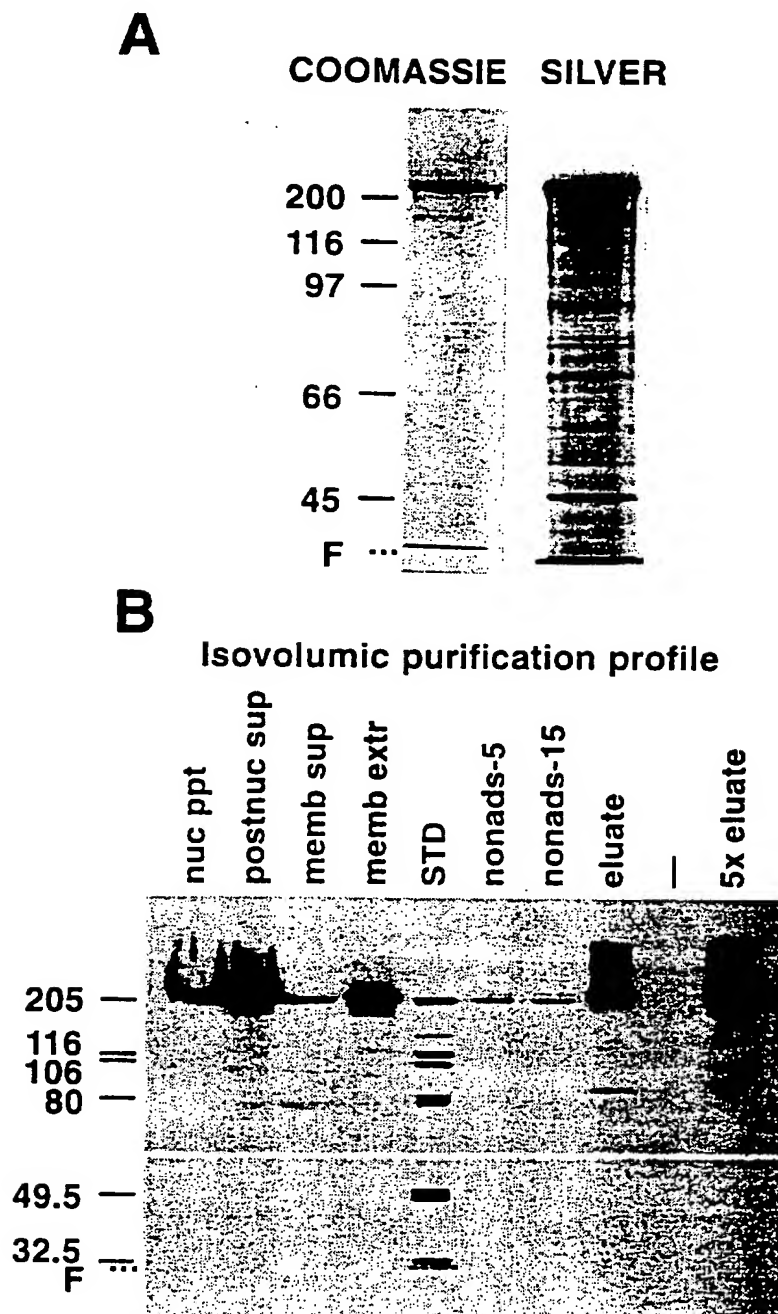 A
COOMASSIE SILVER
200
116
97
66
45
F
B
Isovolumic purification profile
nuc ppt
postnuc sup
memb sup
memb extr
STD
nonads-5
nonads-15
eluate
—
5x eluate
205
116
106
80
49.5
32.5
F